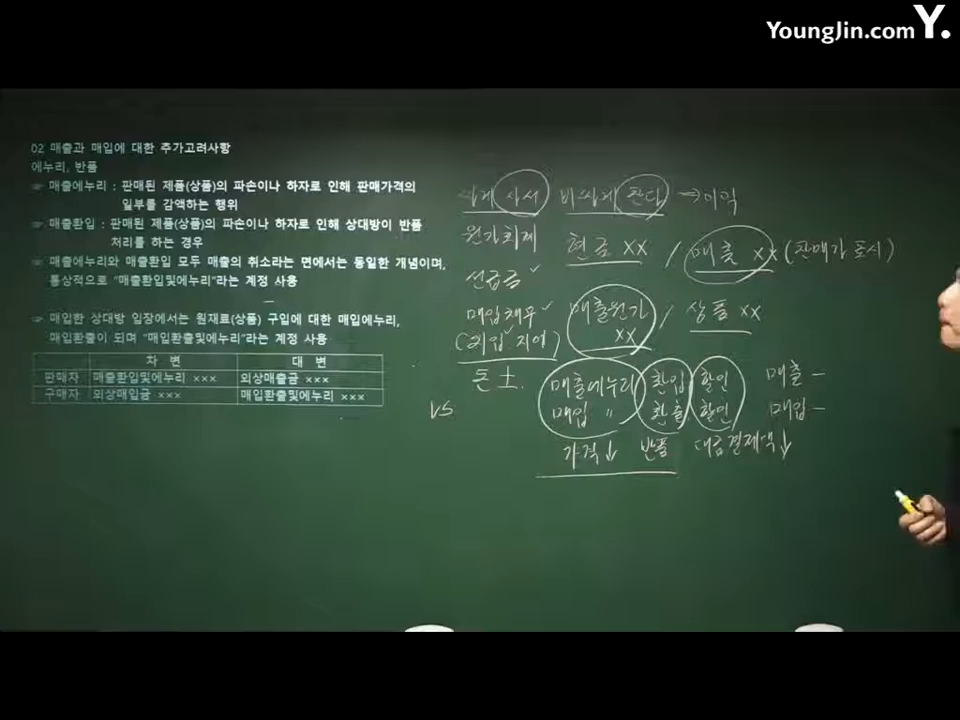 YoungJin.com Y.
02 매출과 매입에 대한 추가고려사항
에누리, 반품
☞ 매출에누리 : 판매된 제품(상품)의 파손이나 하자로 인해 판매가격의
일부를 감액하는 행위
☞ 매출환입 : 판매된 제품(상품)의 파손이나 하자로 인해 상대방이 반품
처리를 하는 경우
☞ 매출에누리와 매출환입 모두 매출의 취소라는 면에서는 동일한 개념이며,
통상적으로 "매출환입및에누리"라는 계정 사용
☞ 매입한 상대방 입장에서는 원재료(상품) 구입에 대한 매입에누리,
매입환출이 되며 "매입환출및에누리"라는 계정 사용
차 변 대 변
판매자 매출환입및에누리 ××× 외상매출금 ×××
구매자 외상매입금 ××× 매입환출및에누리 ×××
싸게 사서 비싸게 판다 → 이익
현금 XX / 매출 XX (판매가 표시)
선급금 ✓
매입채무 ✓ 매출원가 XX / 상품 XX
돈 土.
VS
매출에누리 환입 할인 매출 -
매입 〃 환출 할인 매입 -
가격↓ 반품 대금결제액↓